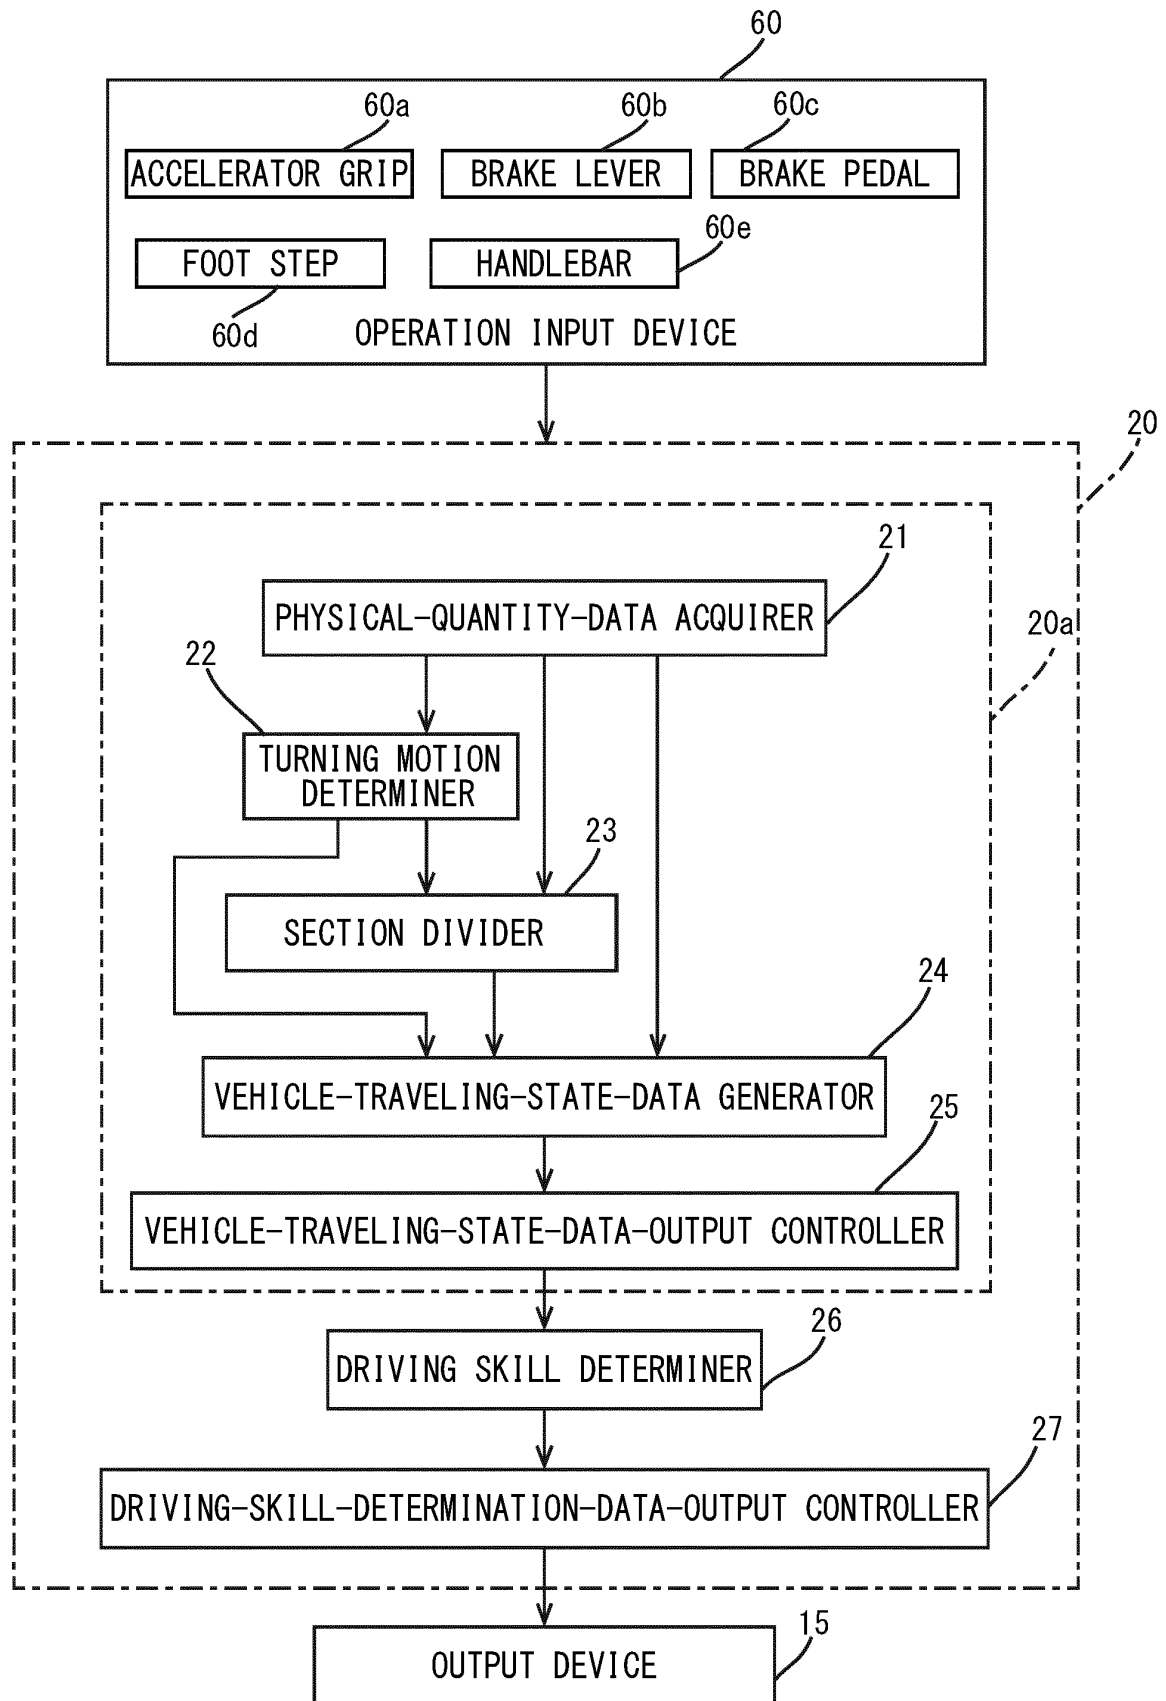 60
60a
60b
60c
ACCELERATOR GRIP
BRAKE LEVER
BRAKE PEDAL
60e
FOOT STEP
HANDLEBAR
60d
OPERATION INPUT DEVICE
20
21
PHYSICAL-QUANTITY-DATA ACQUIRER
20a
22
TURNING MOTION
DETERMINER
23
SECTION DIVIDER
24
VEHICLE-TRAVELING-STATE-DATA GENERATOR
25
VEHICLE-TRAVELING-STATE-DATA-OUTPUT CONTROLLER
26
DRIVING SKILL DETERMINER
27
DRIVING-SKILL-DETERMINATION-DATA-OUTPUT CONTROLLER
15
OUTPUT DEVICE